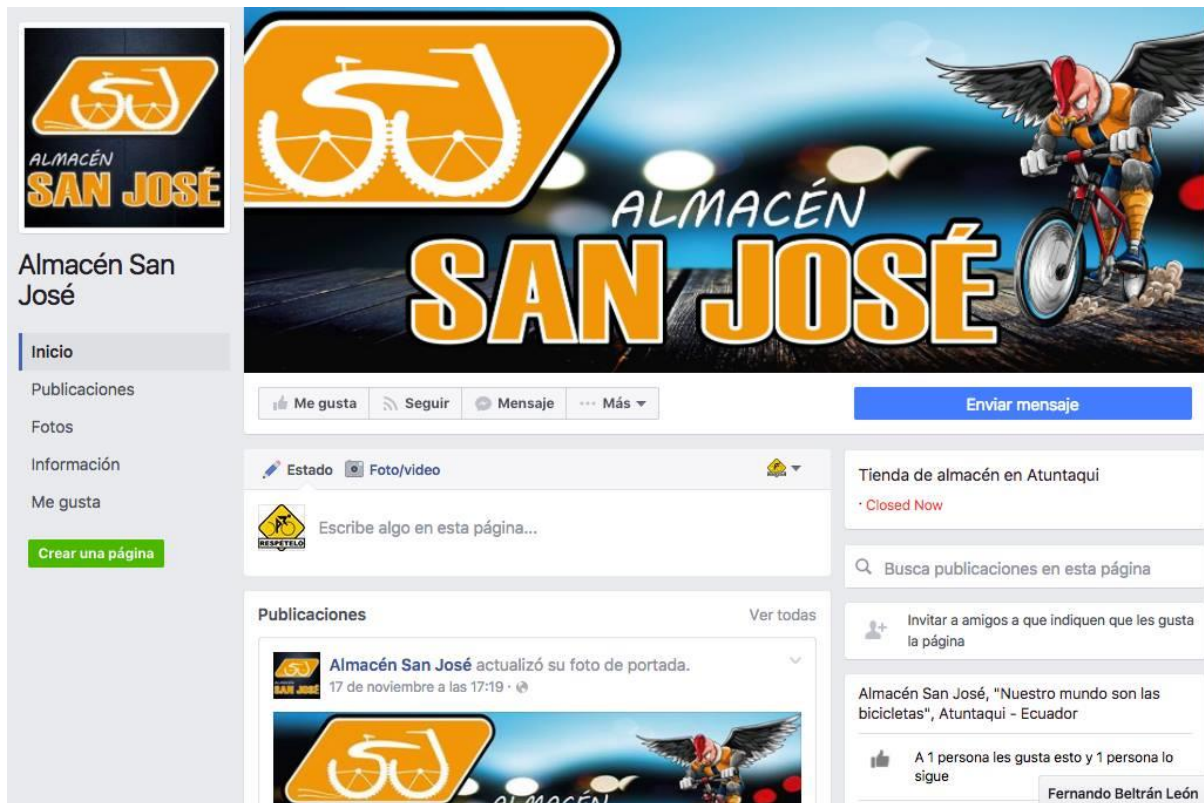 ALMACÉN
SAN JOSÉ
Almacén San
José
Inicio
Publicaciones
Fotos
Información
Me gusta
Crear una página
ALMACÉN
SAN JOSÉ
Me gusta
Seguir
Mensaje
Más
Enviar mensaje
Estado
Foto/video
RESPETELO
Escribe algo en esta página...
Publicaciones
Ver todas
ALMACÉN
SAN JOSÉ
Almacén San José actualizó su foto de portada.
17 de noviembre a las 17:19 ·
ALMACÉN
Tienda de almacén en Atuntaqui
· Closed Now
Busca publicaciones en esta página
Invitar a amigos a que indiquen que les gusta
la página
Almacén San José, "Nuestro mundo son las
bicicletas", Atuntaqui - Ecuador
A 1 persona les gusta esto y 1 persona lo
sigue
Fernando Beltrán León